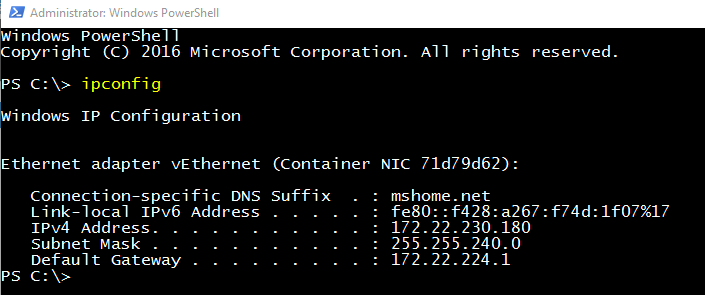 Administrator: Windows PowerShell
Windows PowerShell
Copyright (C) 2016 Microsoft Corporation. All rights reserved.
PS C:\> ipconfig
Windows IP Configuration
Ethernet adapter vEthernet (Container NIC 71d79d62):
Connection-specific DNS Suffix  . : mshome.net
Link-local IPv6 Address . . . . . : fe80::f428:a267:f74d:1f07%17
IPv4 Address. . . . . . . . . . . : 172.22.230.180
Subnet Mask . . . . . . . . . . . : 255.255.240.0
Default Gateway . . . . . . . . . : 172.22.224.1
PS C:\>